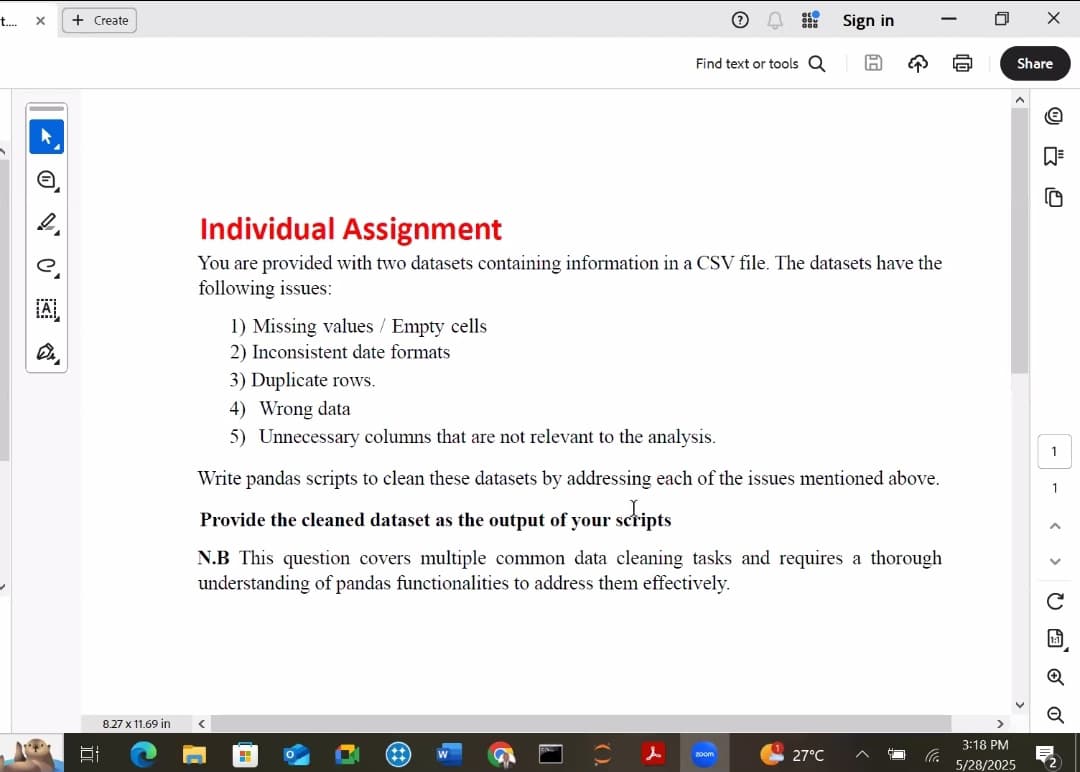 t....
Create
Sign in
Find text or tools
Share
Individual Assignment
You are provided with two datasets containing information in a CSV file. The datasets have the
following issues:
1) Missing values / Empty cells
2) Inconsistent date formats
3) Duplicate rows.
4) Wrong data
5) Unnecessary columns that are not relevant to the analysis.
Write pandas scripts to clean these datasets by addressing each of the issues mentioned above.
Provide the cleaned dataset as the output of your scripts
N.B This question covers multiple common data cleaning tasks and requires a thorough
understanding of pandas functionalities to address them effectively.
1
1
1:1
8.27 x 11.69 in
W
zoom
1
27°C
3:18 PM
5/28/2025
2